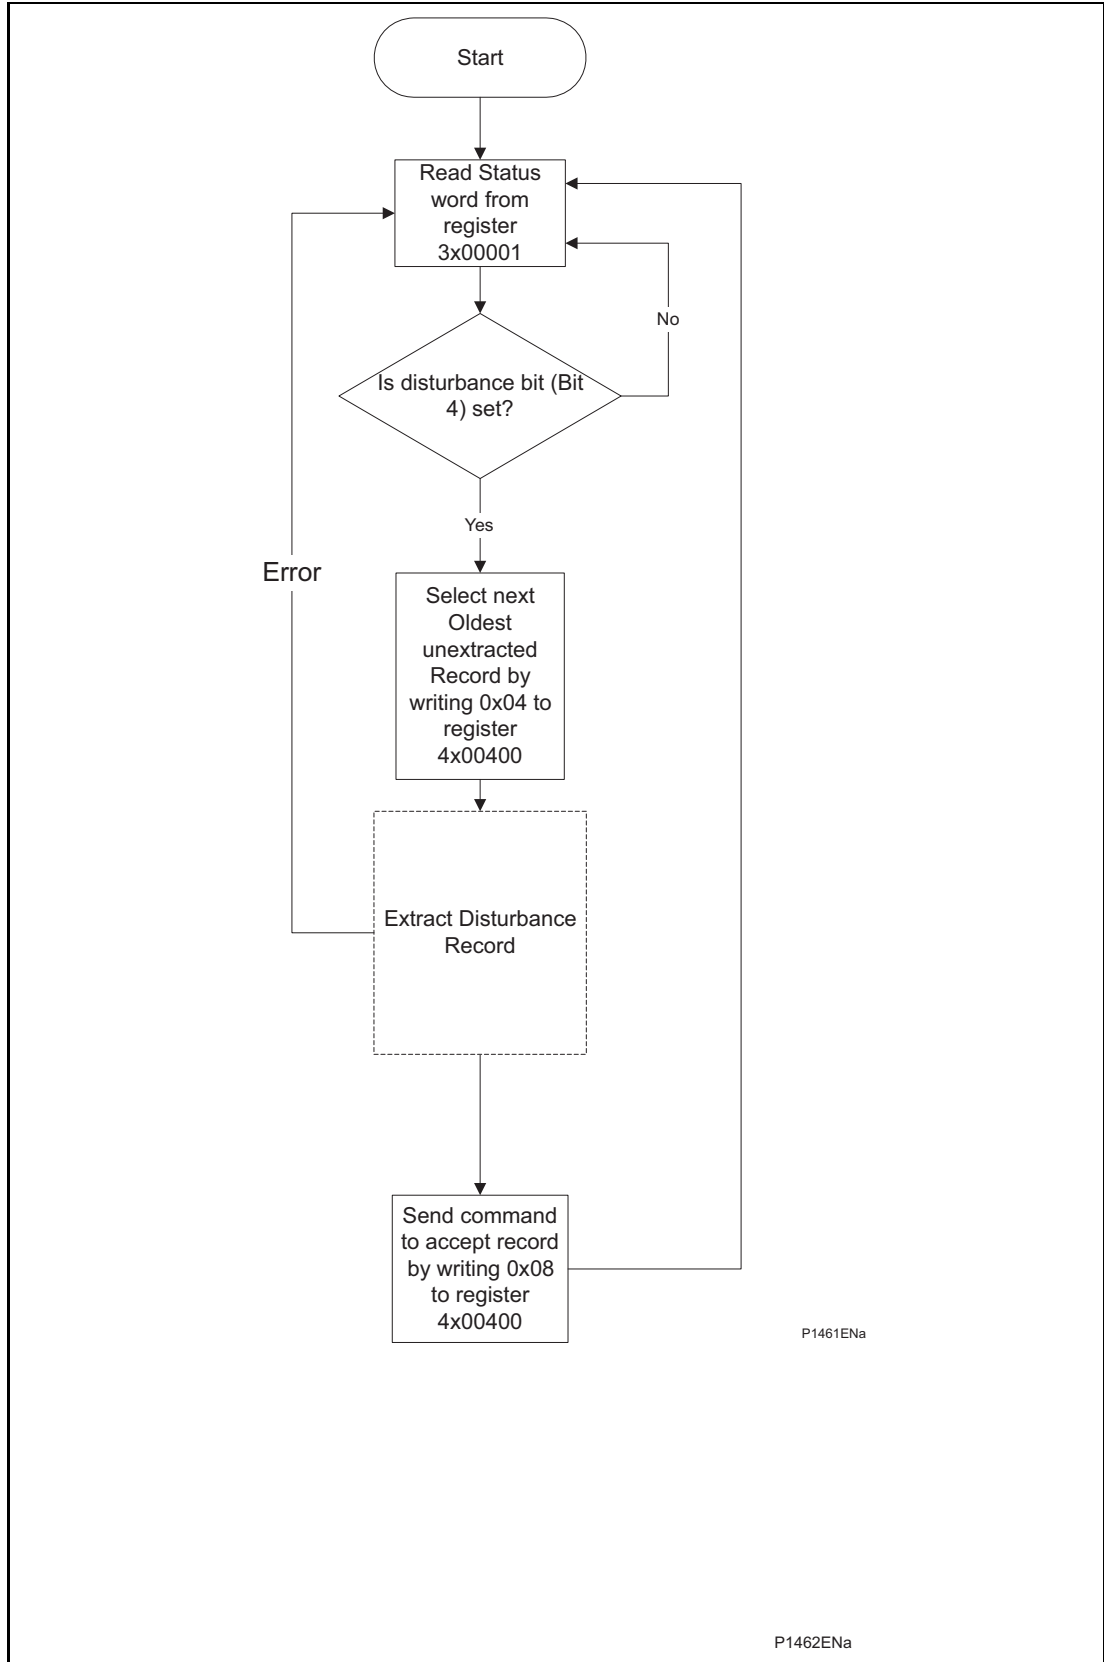 Start
Read Status
word from
register
3x00001
No
Is disturbance bit (Bit
4) set?
Yes
Error
Select next
Oldest
unextracted
Record by
writing 0x04 to
register
4x00400
Extract Disturbance
Record
Send command
to accept record
by writing 0x08
to register
4x00400
P1461ENa
P1462ENa